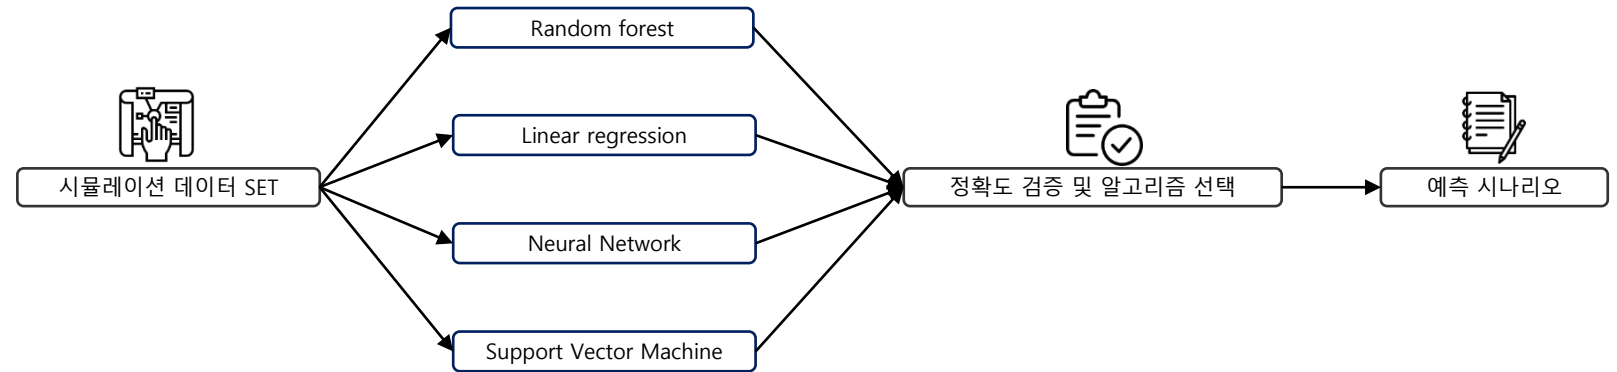 Random forest
Linear regression
시뮬레이션 데이터 SET
정확도 검증 및 알고리즘 선택
예측 시나리오
Neural Network
Support Vector Machine